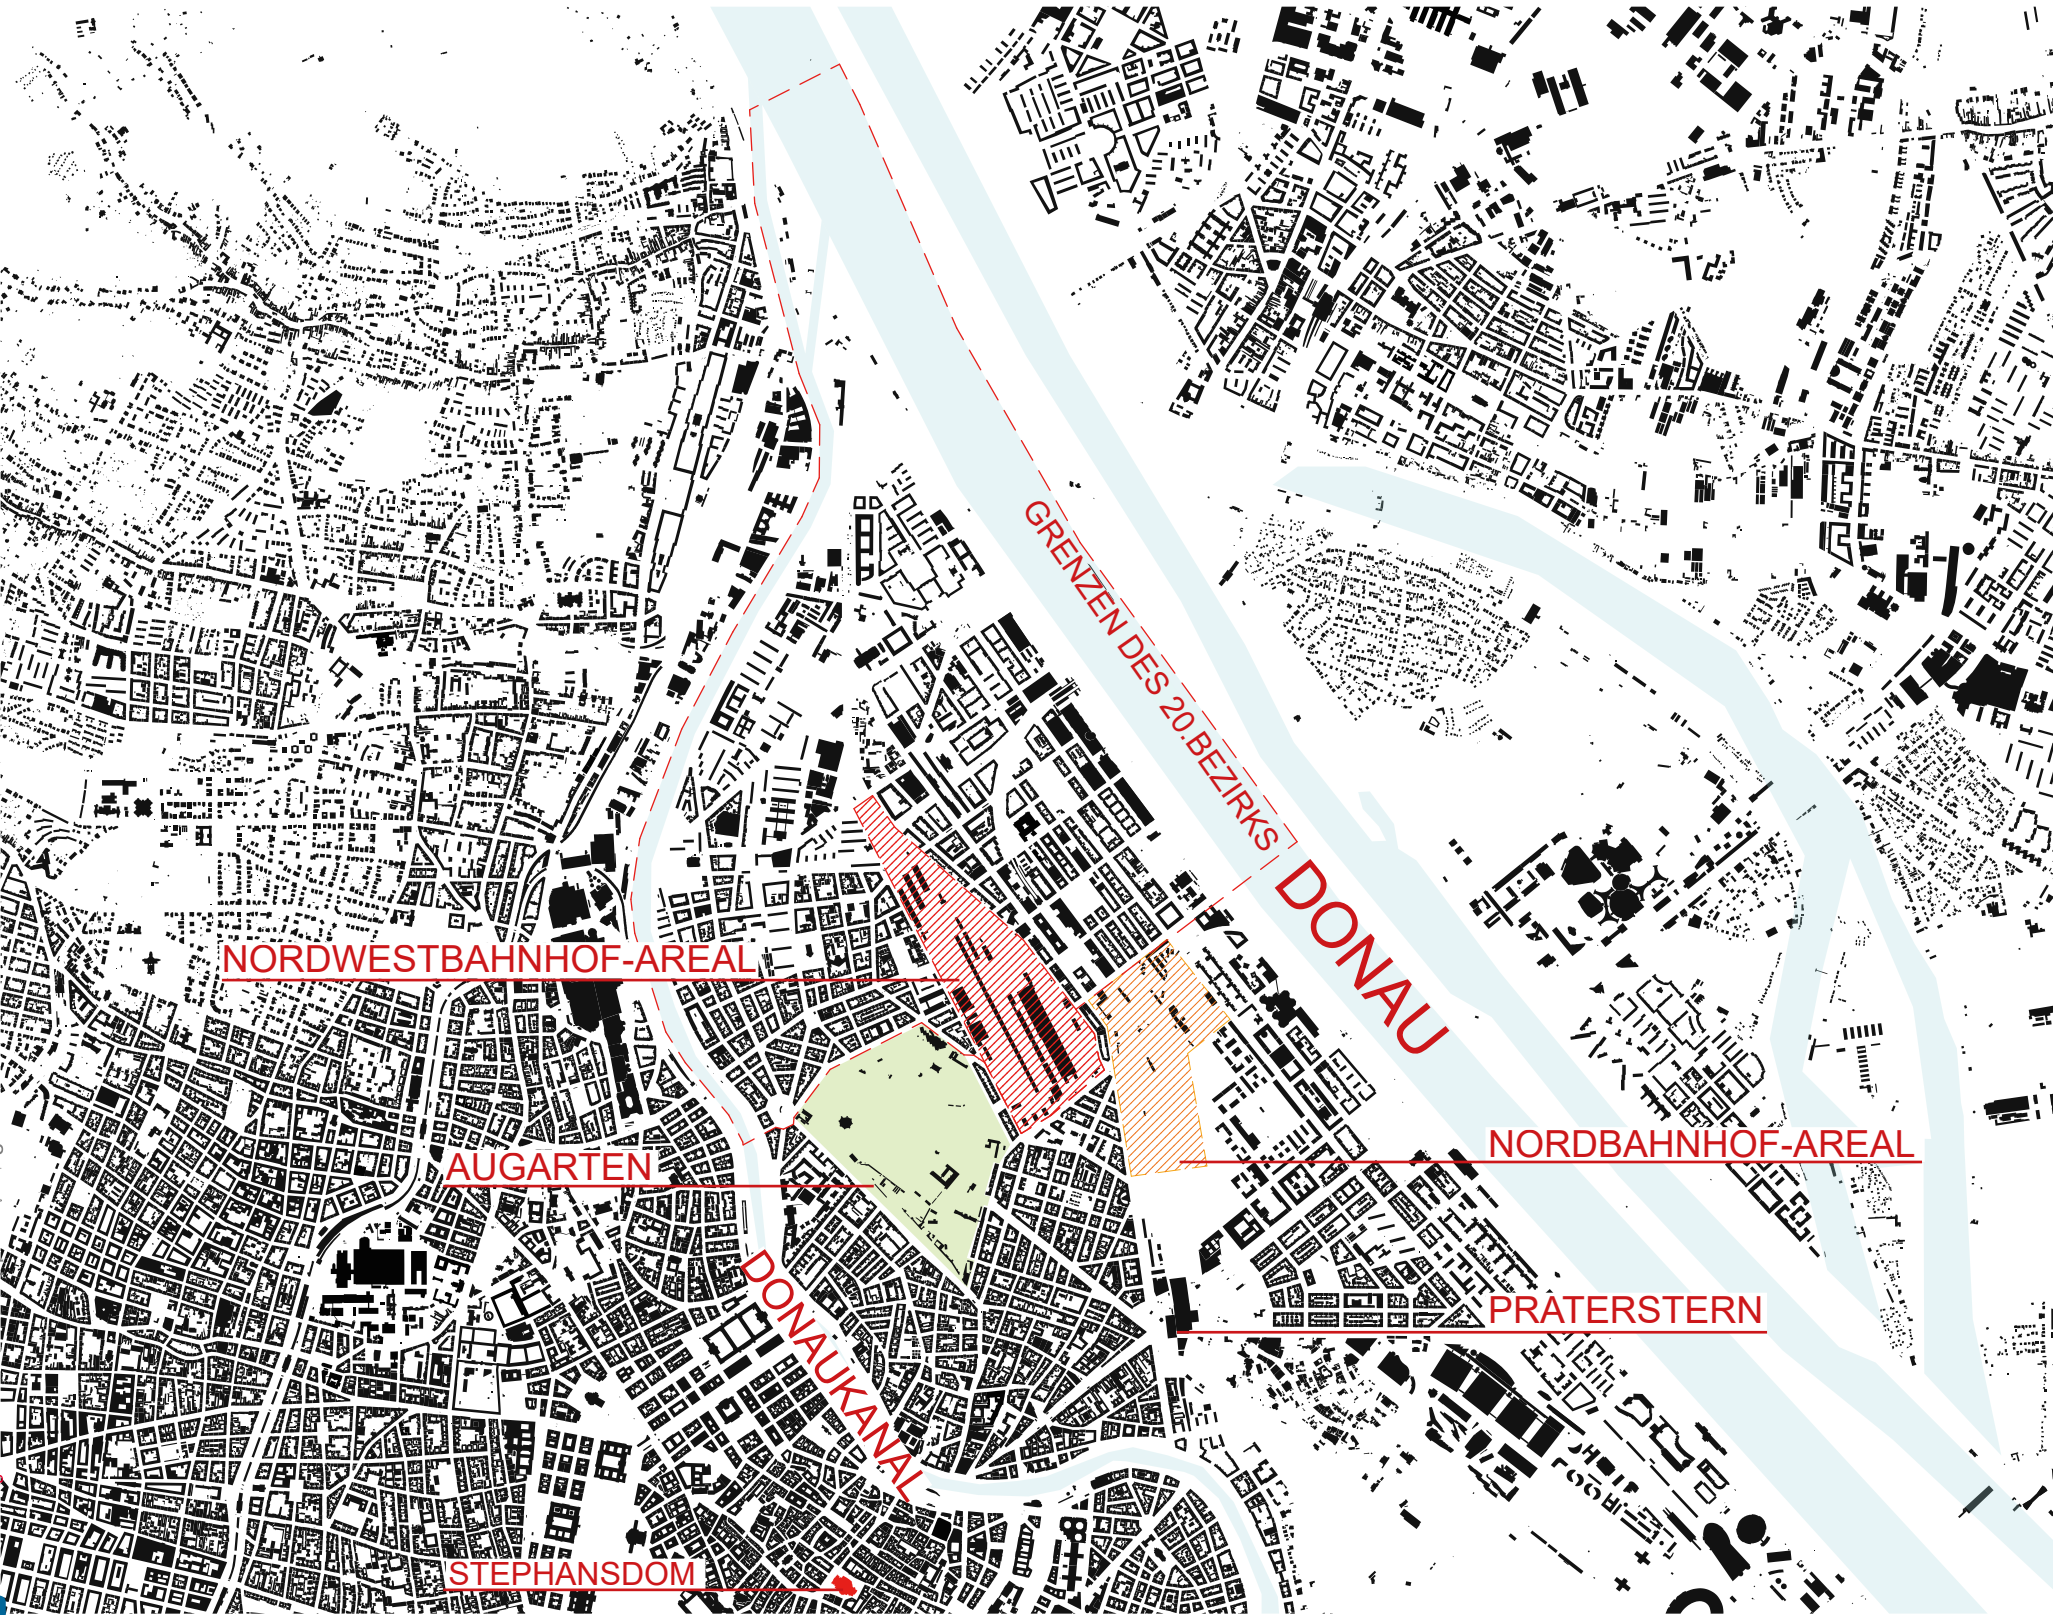 GRENZEN DES 20.BEZIRKS
DONAU
NORDWESTBAHNHOF-AREAL
NORDBAHNHOF-AREAL
AUGARTEN
DONAUKANAL
PRATERSTERN
STEPHANSDOM